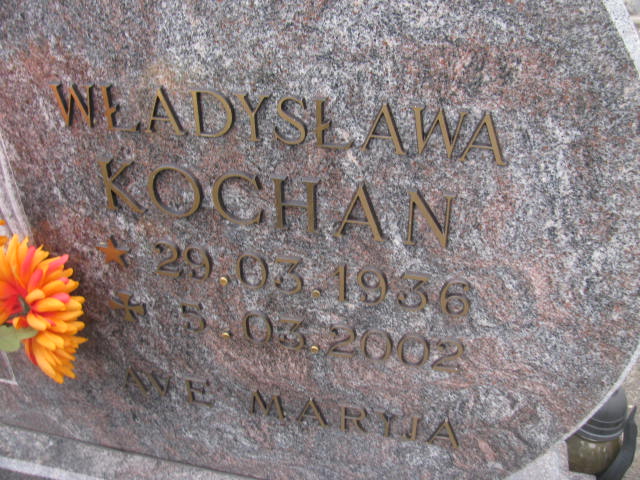 WŁADYSŁAWA
KOCHAN
29.03.1936
5.03.2002
AVE MARYJA